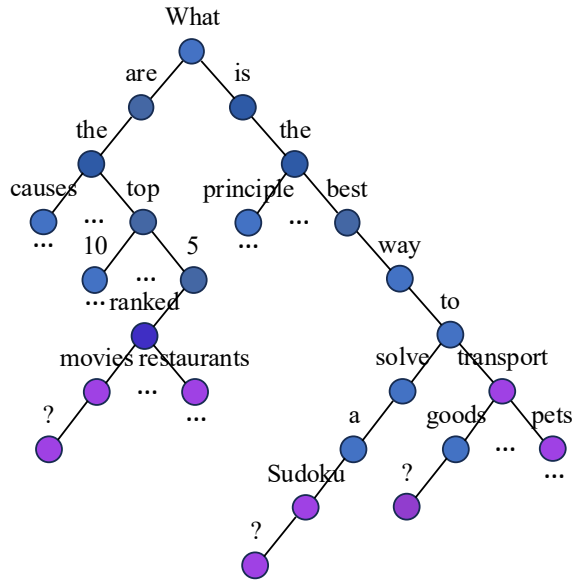 What
are is
the the
causes ... top principle ... best
... 10 ... 5 ... way
... ranked to
movies ... restaurants solve transport
? ... a goods ... pets
Sudoku ? ...
?